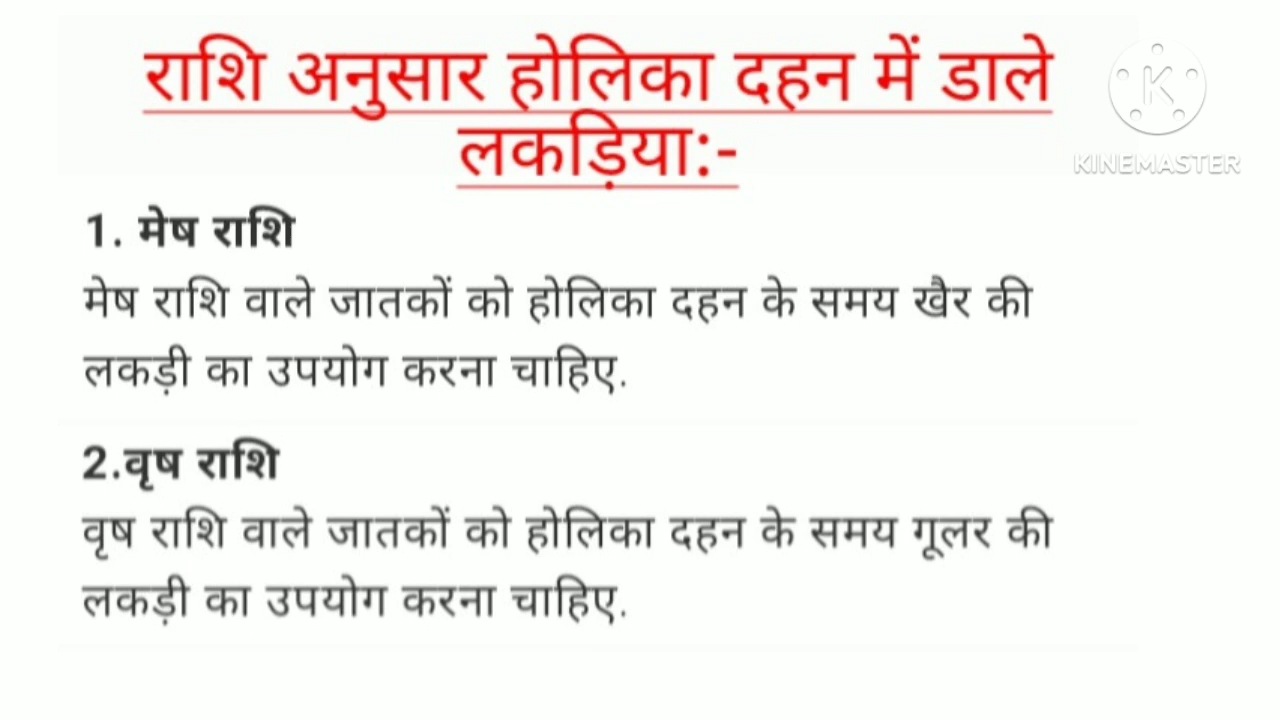 राशि अनुसार होलिका दहन में डाले
लकड़िया:-
KINEMASTER
1. मेष राशि
मेष राशि वाले जातकों को होलिका दहन के समय खैर की
लकड़ी का उपयोग करना चाहिए.
2.वृष राशि
वृष राशि वाले जातकों को होलिका दहन के समय गूलर की
लकड़ी का उपयोग करना चाहिए.